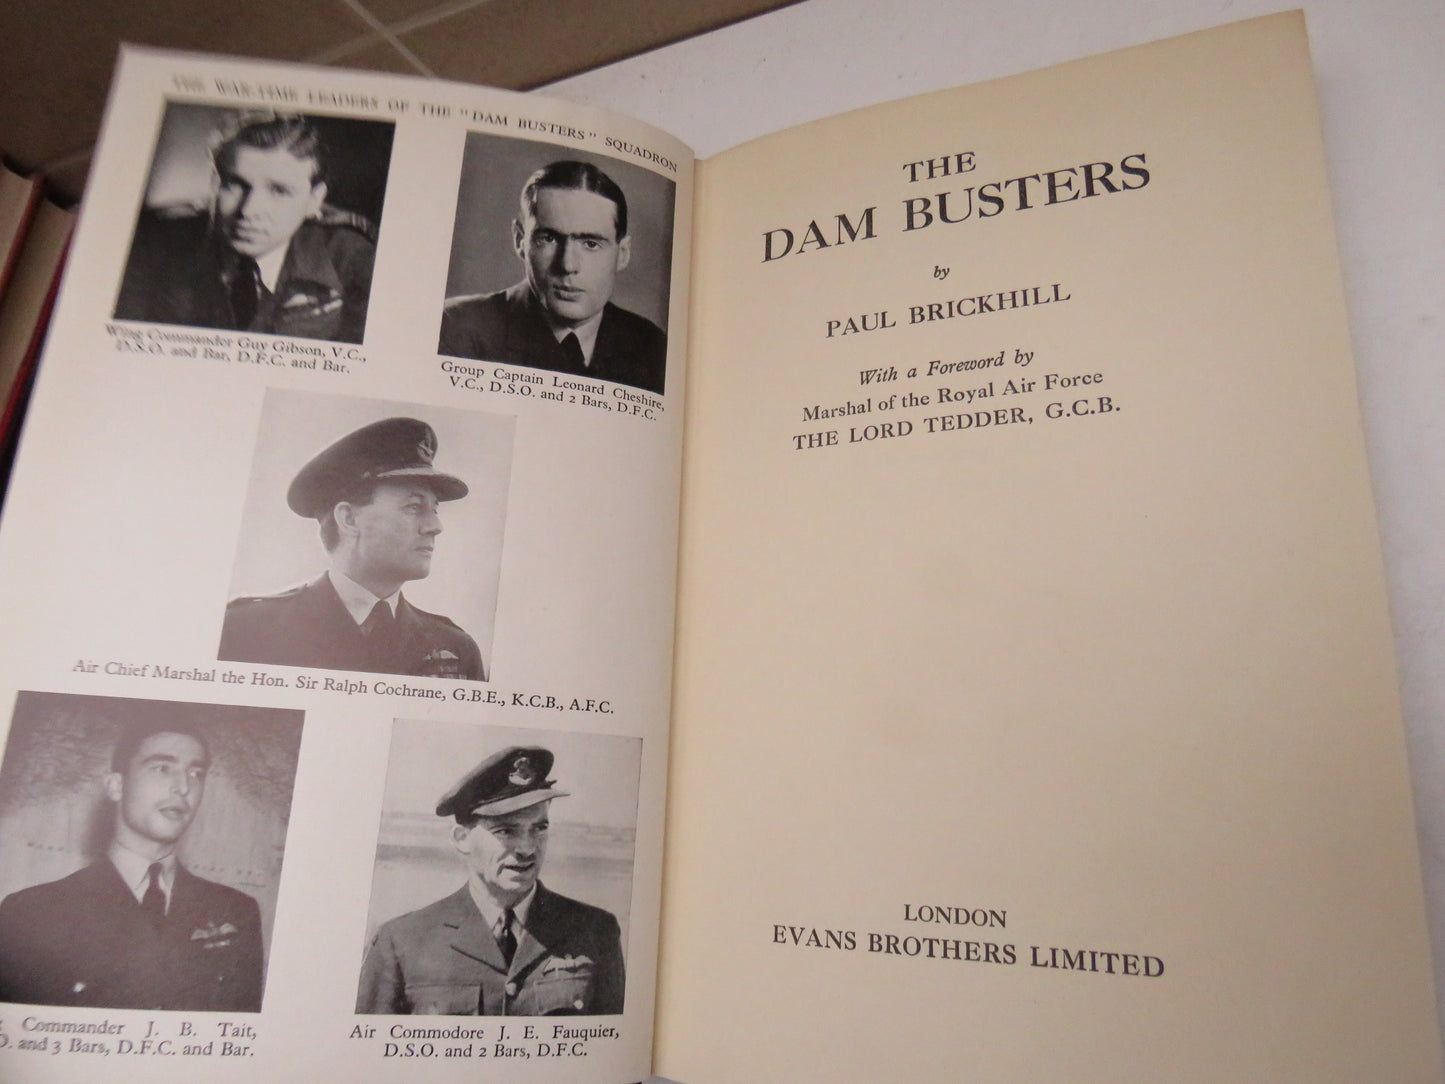 THE WAR-TIME LEADERS OF THE "DAM BUSTERS" SQUADRON
Wing Commander Guy Gibson, V.C.,
D.S.O. and Bar, D.F.C. and Bar.
Group Captain Leonard Cheshire,
V.C., D.S.O. and 2 Bars, D.F.C.
Air Chief Marshal the Hon. Sir Ralph Cochrane, G.B.E., K.C.B., A.F.C.
Commander J. B. Tait,
and 3 Bars, D.F.C. and Bar.
Air Commodore J. E. Fauquier,
D.S.O. and 2 Bars, D.F.C.
THE
DAM BUSTERS
by
PAUL BRICKHILL
With a Foreword by
Marshal of the Royal Air Force
THE LORD TEDDER, G.C.B.
LONDON
EVANS BROTHERS LIMITED